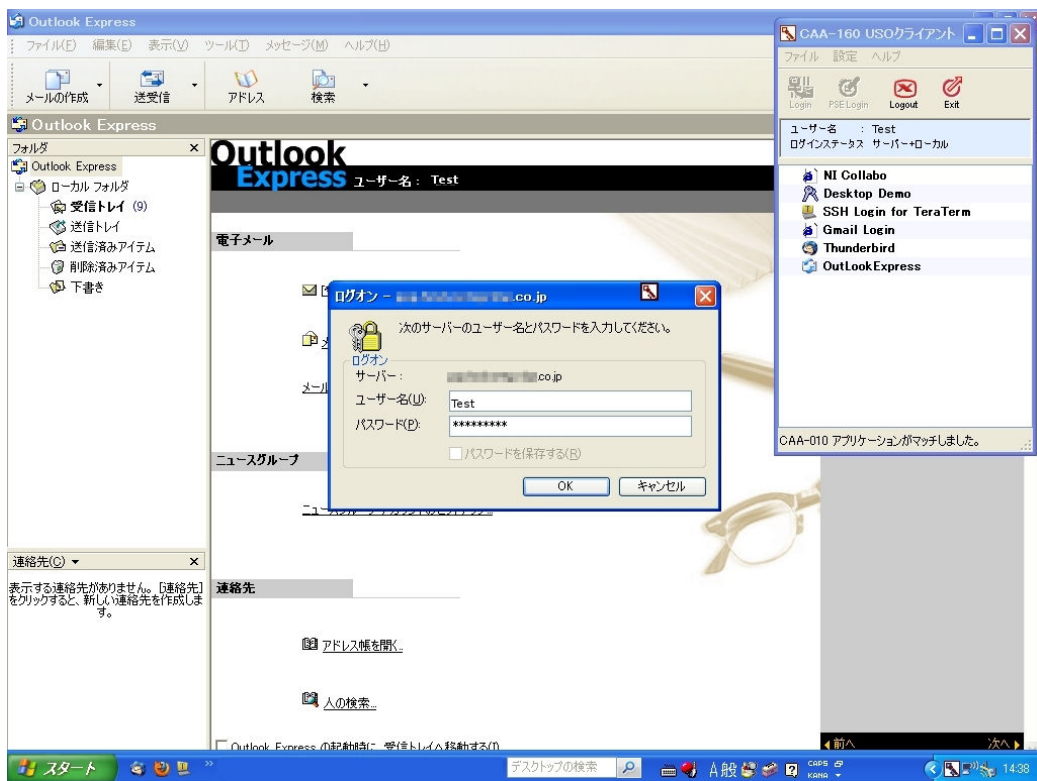 Outlook Express
ファイル(F) 編集(E) 表示(V) ツール(T) メッセージ(M) ヘルプ(H)
メールの作成 送受信 アドレス 検索
Outlook Express
フォルダ
Outlook Express
ローカル フォルダ
受信トレイ (9)
送信トレイ
送信済みアイテム
削除済みアイテム
下書き
連絡先(C)
表示する連絡先がありません。[連絡先]
をクリックすると、新しい連絡先を作成しま
す。
Outlook
Express ユーザー名: Test
電子メール
メール
ニュースグループ
連絡先
アドレス帳を開く...
人の検索...
Outlook Express の起動時に、受信トレイへ移動する(I)
前へ 次へ
ログオン - .co.jp
次のサーバーのユーザー名とパスワードを入力してください。
ログオン
サーバー: .co.jp
ユーザー名(U): Test
パスワード(P): *********
パスワードを保存する(R)
OK キャンセル
CAA-160 USOクライアント
ファイル 設定 ヘルプ
Login PSELogin Logout Exit
ユーザー名 : Test
ログインステータス サーバー+ローカル
NI Collabo
Desktop Demo
SSH Login for TeraTerm
Gmail Login
Thunderbird
OutLookExpress
CAA-010 アプリケーションがマッチしました。
スタート
デスクトップの検索
A 般
CAPS
KANA
14:38